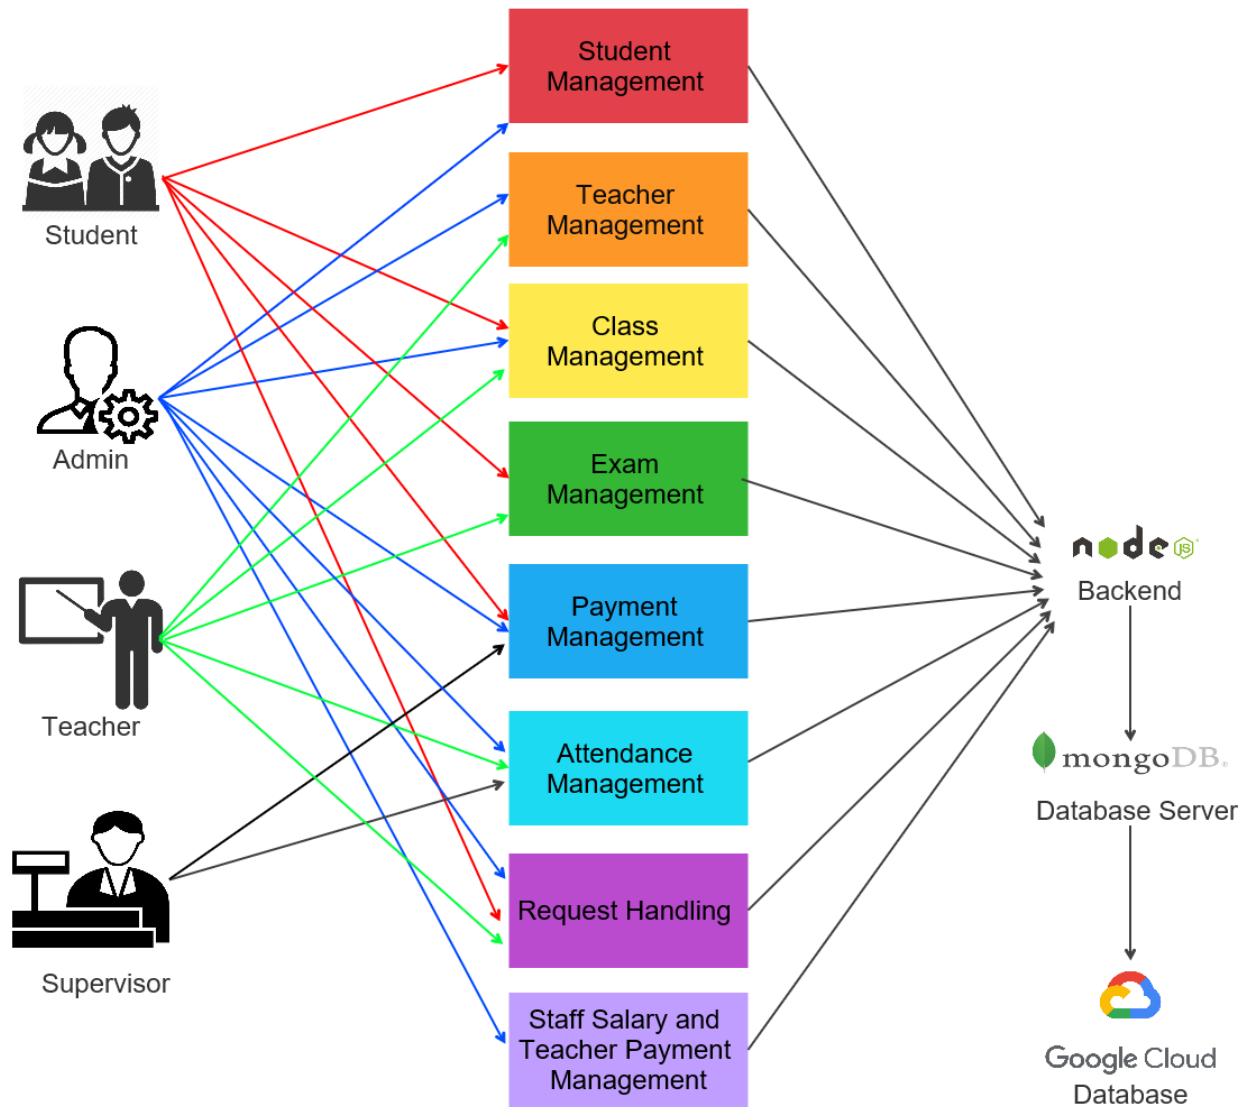 Student
Admin
Teacher
Supervisor
Student
Management
Teacher
Management
Class
Management
Exam
Management
Payment
Management
Attendance
Management
Request Handling
Staff Salary and
Teacher Payment
Management
node JS
Backend
mongoDB
Database Server
Google Cloud
Database